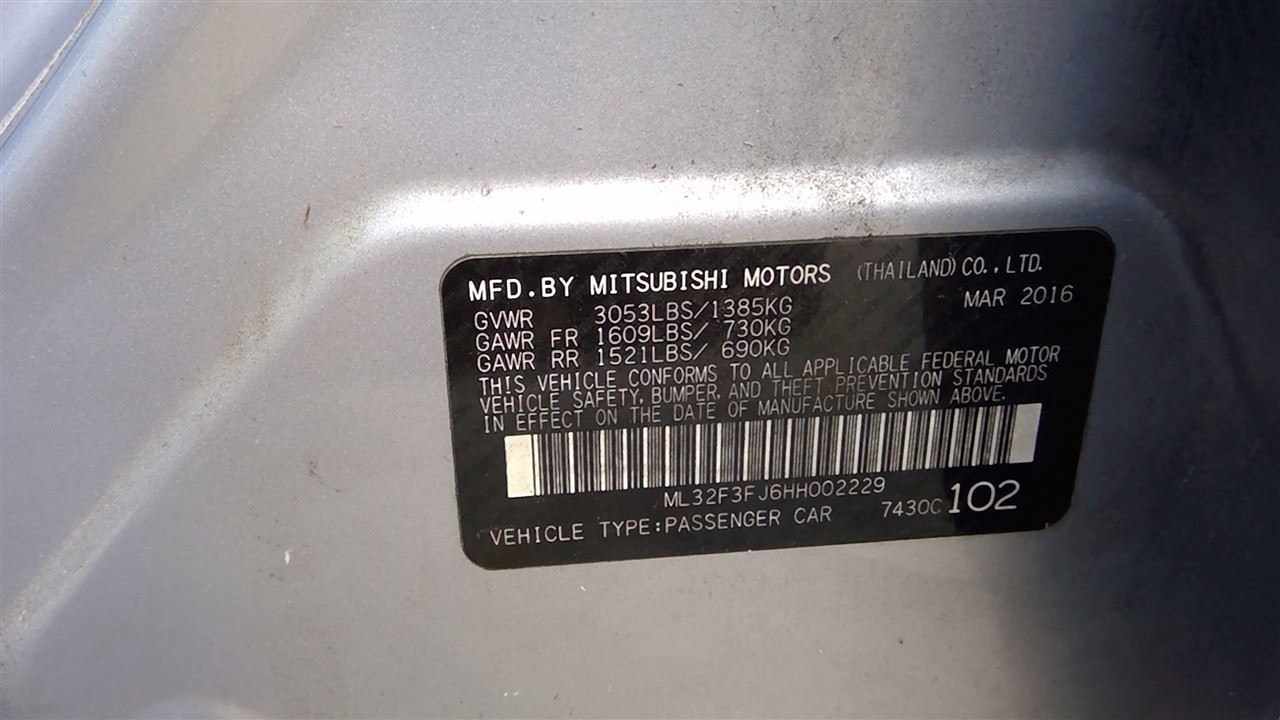 MFD.BY MITSUBISHI MOTORS (THAILAND) CO., LTD.
MAR 2016
GVWR 3053LBS/1385KG
GAWR FR 1609LBS/ 730KG
GAWR RR 1521LBS/ 690KG
THIS VEHICLE CONFORMS TO ALL APPLICABLE FEDERAL MOTOR
VEHICLE SAFETY, BUMPER, AND THEFT PREVENTION STANDARDS
IN EFFECT ON THE DATE OF MANUFACTURE SHOWN ABOVE.
ML32F3FJ6HH002229
VEHICLE TYPE:PASSENGER CAR 7430C 102